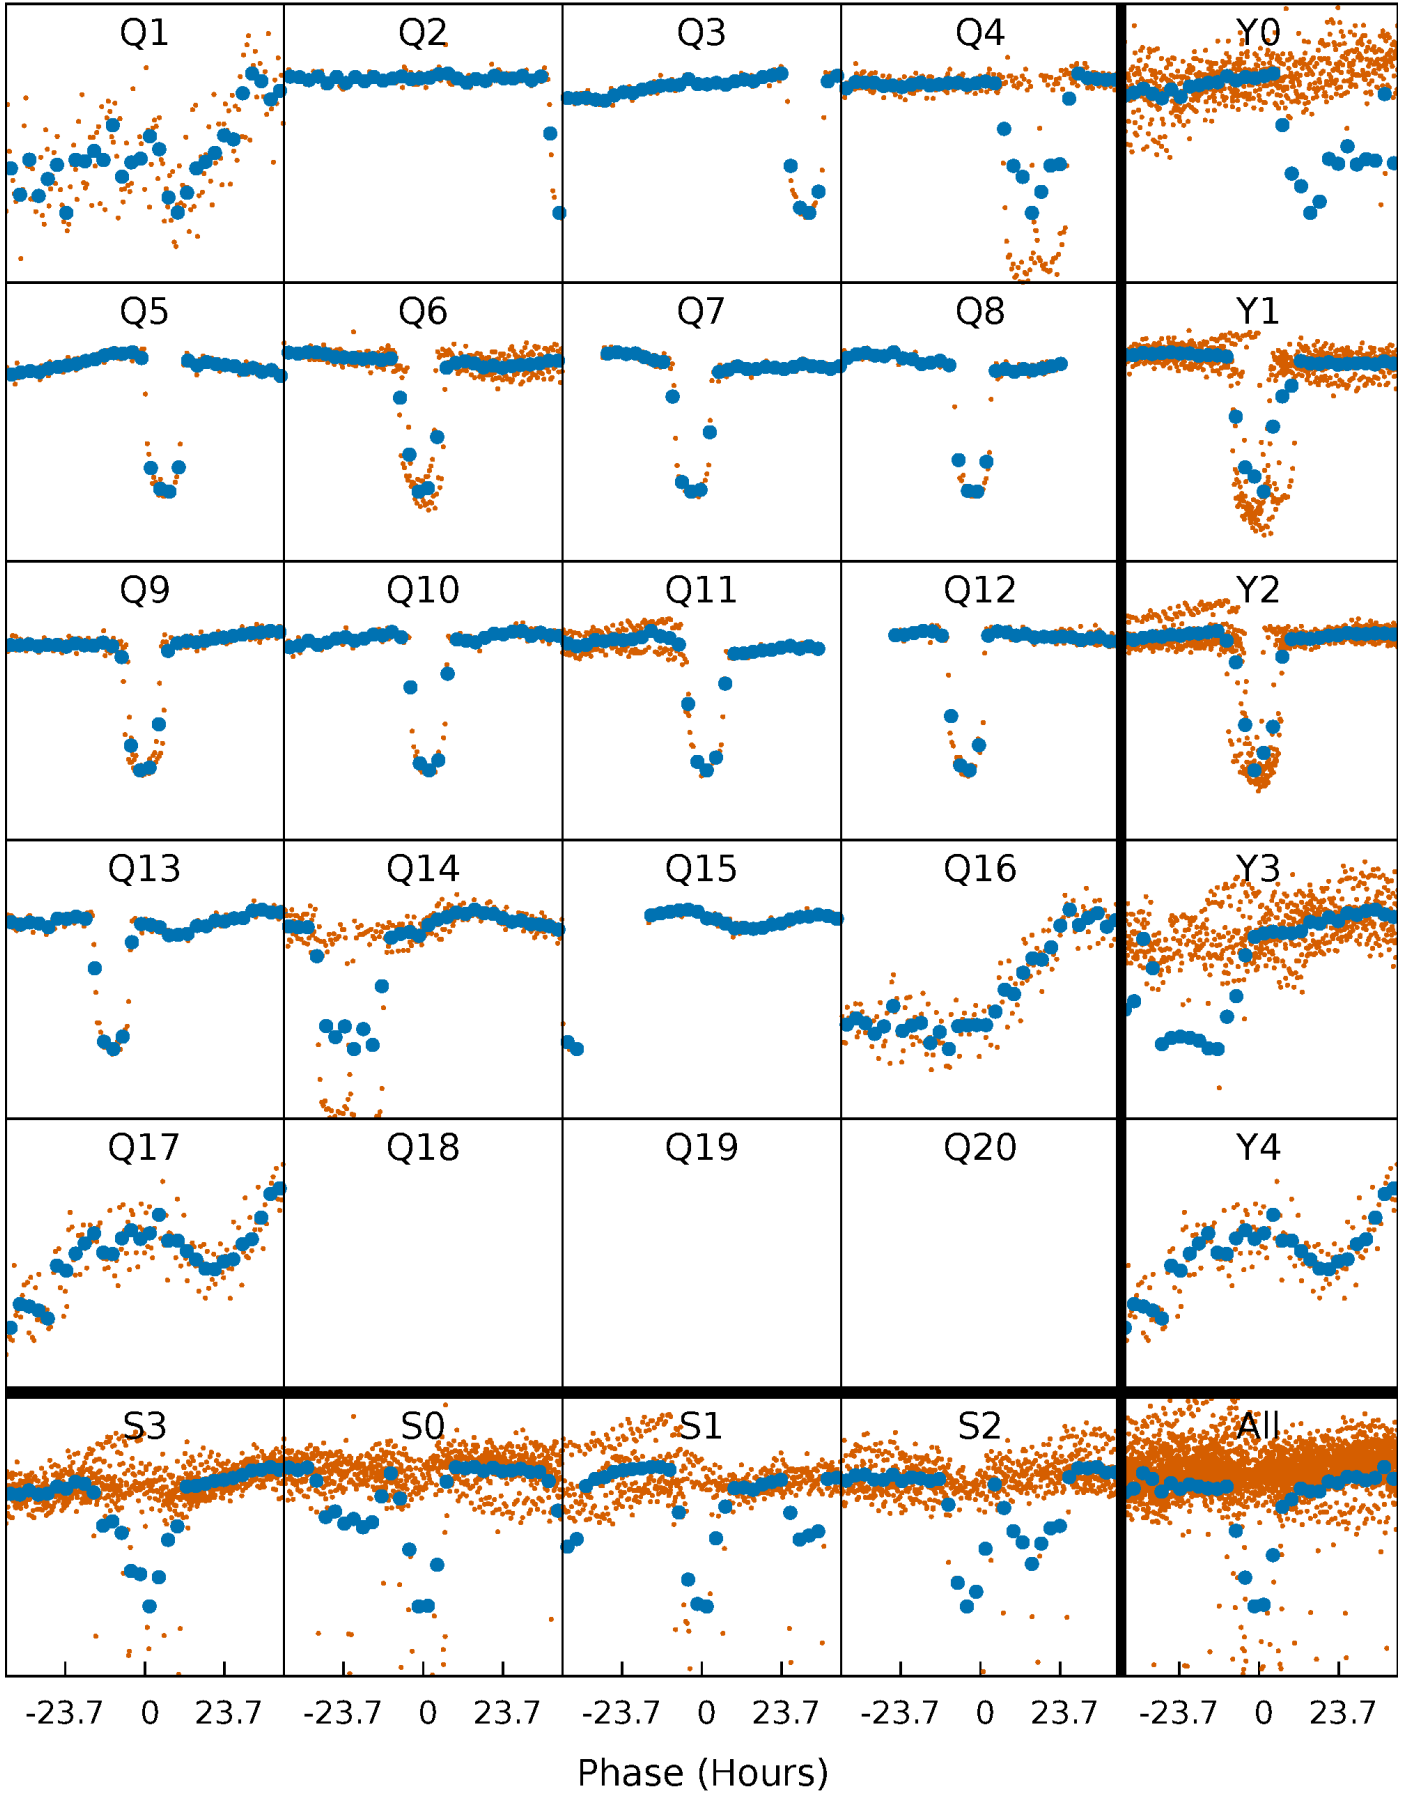 Q1 Q2 Q3 Q4 Y0
Q5 Q6 Q7 Q8 Y1
Q9 Q10 Q11 Q12 Y2
Q13 Q14 Q15 Q16 Y3
Q17 Q18 Q19 Q20 Y4
S3 S0 S1 S2 All
-23.7 0 23.7 -23.7 0 23.7 -23.7 0 23.7 -23.7 0 23.7 -23.7 0 23.7
Phase (Hours)